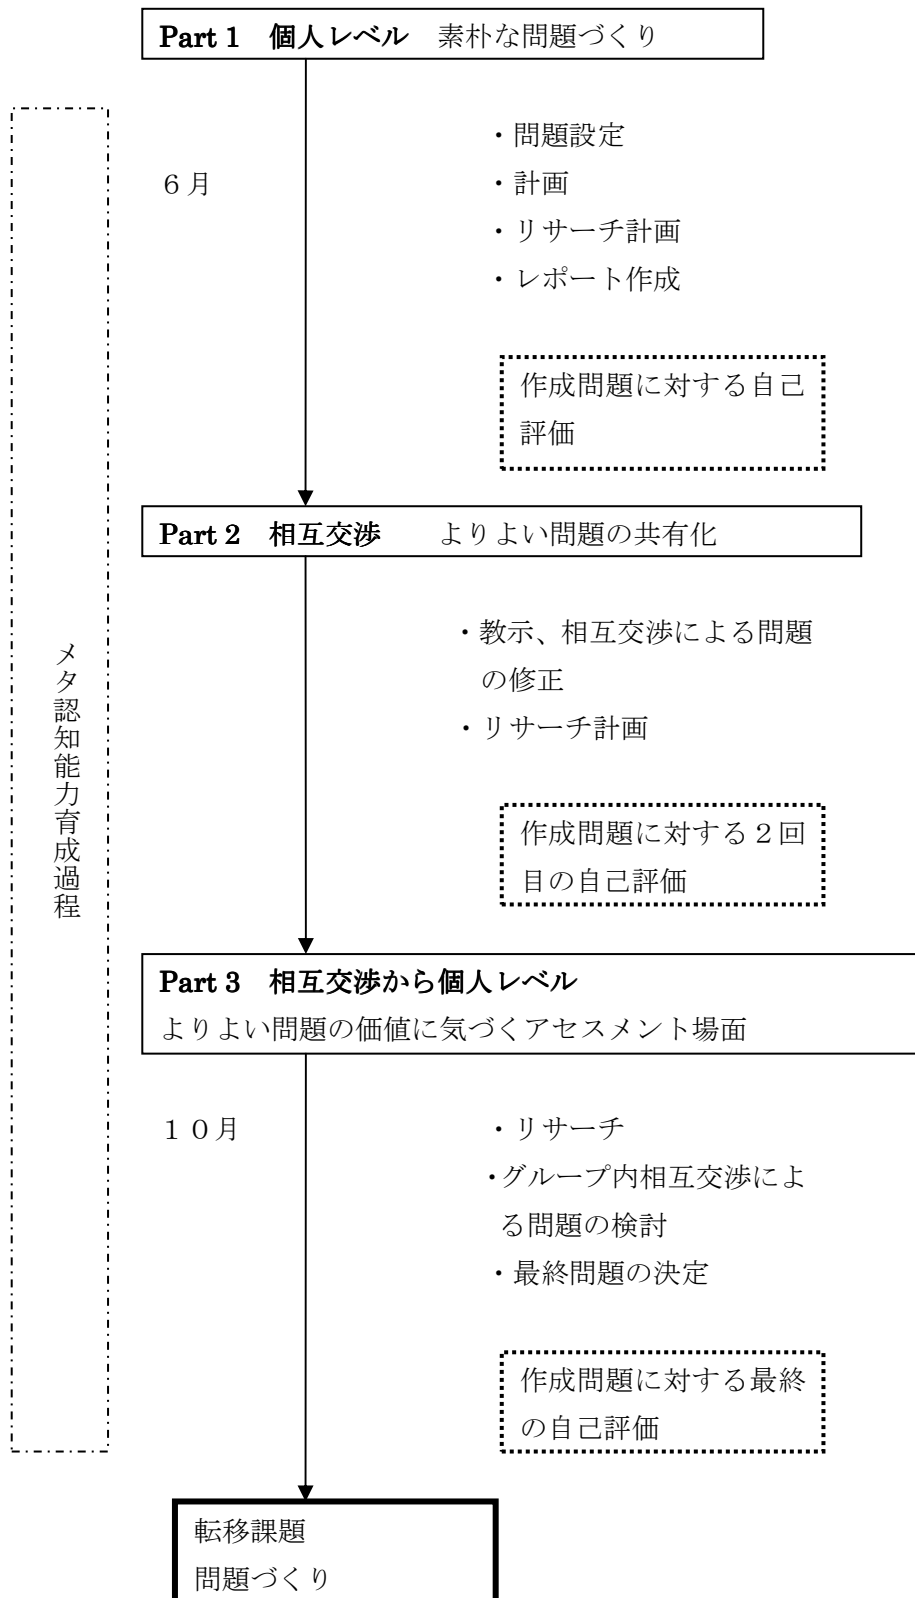 Part 1　個人レベル　素朴な問題づくり
・問題設定
６月
・計画
・リサーチ計画
・レポート作成
作成問題に対する自己
評価
Part 2　相互交渉　　よりよい問題の共有化
・教示、相互交渉による問題
の修正
・リサーチ計画
メタ認知能力育成過程
作成問題に対する２回
目の自己評価
Part 3　相互交渉から個人レベル
よりよい問題の価値に気づくアセスメント場面
１０月
・リサーチ
・グループ内相互交渉によ
る問題の検討
・最終問題の決定
作成問題に対する最終
の自己評価
転移課題
問題づくり